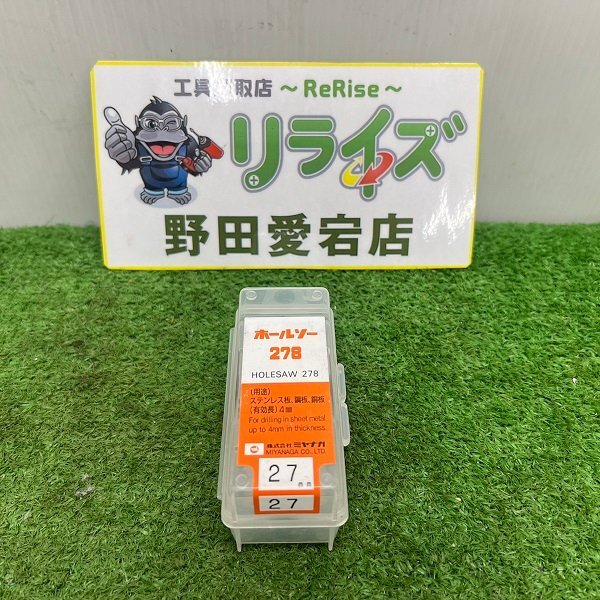 工具買取店 ～ReRise～
リライズ
野田愛宕店
ホールソー
278
HOLESAW 278
(用途)
ステンレス板、鋼板、銅板
(有効長) 4㎜
For drilling in sheet metal
up to 4mm in thickness.
株式会社 ミヤナガ
MIYANAGA CO., LTD.
27㎜
27